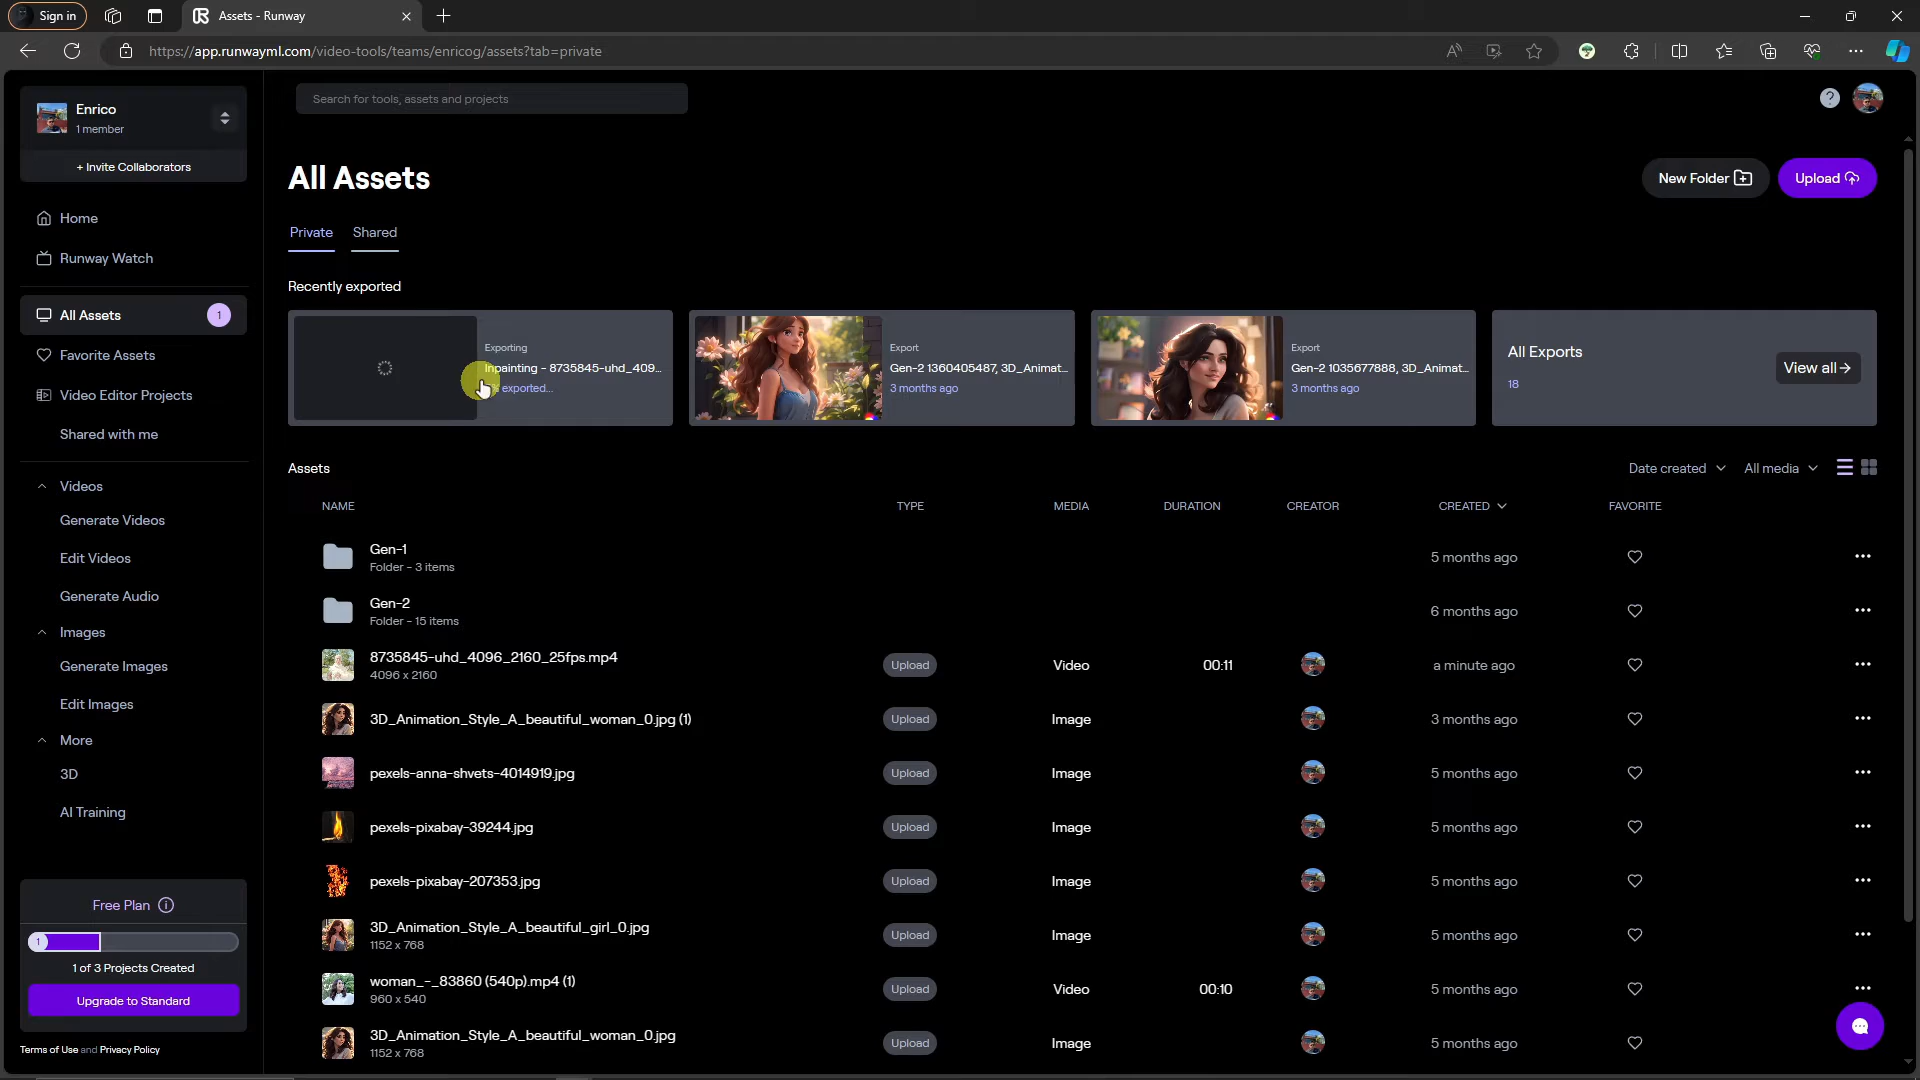 Sign in
Assets - Runway
https://app.runwayml.com/video-tools/teams/enricog/assets?tab=private
Enrico
1 member
+ Invite Collaborators
Home
Runway Watch
All Assets
1
Favorite Assets
Video Editor Projects
Shared with me
Videos
Generate Videos
Edit Videos
Generate Audio
Images
Generate Images
Edit Images
More
3D
AI Training
Free Plan
1
1 of 3 Projects Created
Upgrade to Standard
Terms of Use and Privacy Policy
Search for tools, assets and projects
?
All Assets
New Folder
Upload
Private
Shared
Recently exported
Exporting
Inpainting - 8735845-uhd_409...
exported...
Export
Gen-2 1360405487, 3D_Animat...
3 months ago
Export
Gen-2 1035677888, 3D_Animat...
3 months ago
All Exports
18
View all
Assets
Date created
All media
NAME TYPE MEDIA DURATION CREATOR CREATED FAVORITE
Gen-1
Folder - 3 items
5 months ago
Gen-2
Folder - 15 items
6 months ago
8735845-uhd_4096_2160_25fps.mp4
4096 x 2160
Upload Video 00:11 a minute ago
3D_Animation_Style_A_beautiful_woman_0.jpg (1) Upload Image 3 months ago
pexels-anna-shvets-4014919.jpg Upload Image 5 months ago
pexels-pixabay-39244.jpg Upload Image 5 months ago
pexels-pixabay-207353.jpg Upload Image 5 months ago
3D_Animation_Style_A_beautiful_girl_0.jpg
1152 x 768
Upload Image 5 months ago
woman_-_83860 (540p).mp4 (1)
960 x 540
Upload Video 00:10 5 months ago
3D_Animation_Style_A_beautiful_woman_0.jpg
1152 x 768
Upload Image 5 months ago